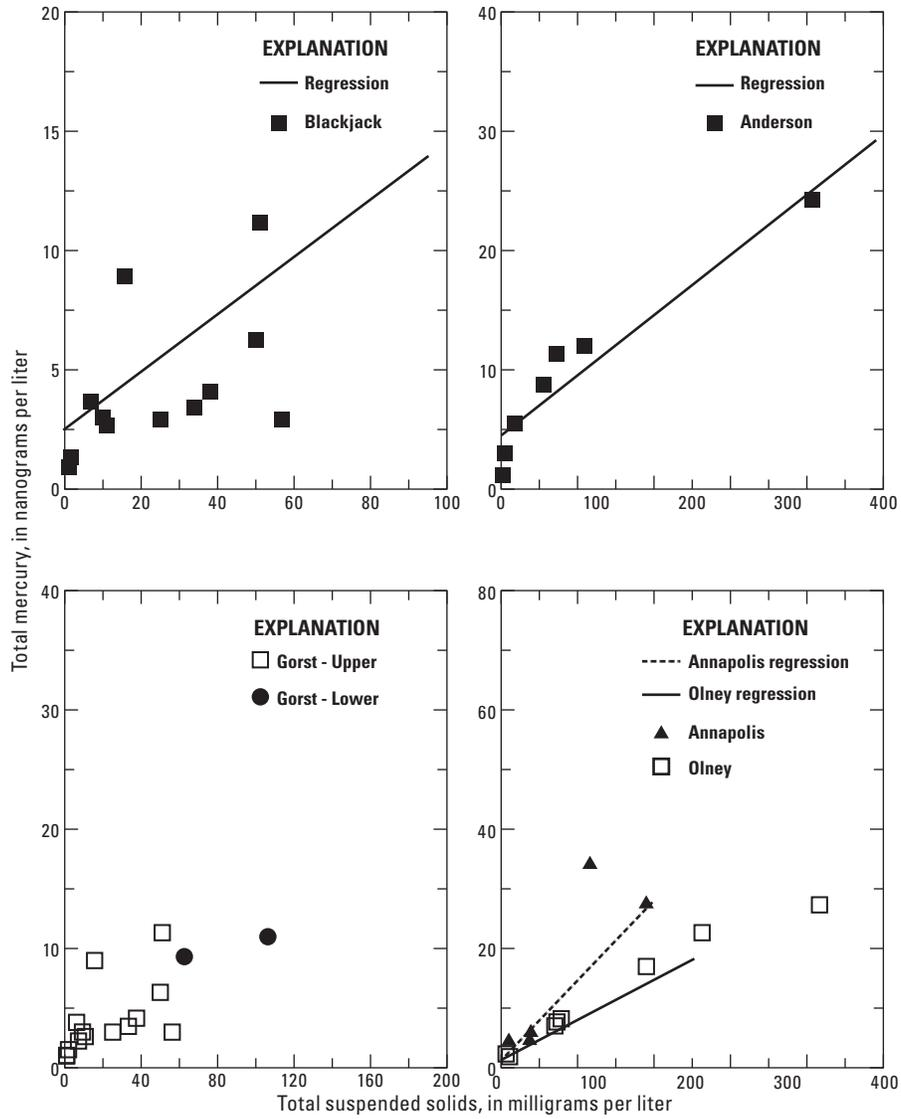 Total mercury, in nanograms per liter
20
15
10
5
0
0 20 40 60 80 100
EXPLANATION
Regression
Blackjack
40
30
20
10
0
0 100 200 300 400
EXPLANATION
Regression
Anderson
40
30
20
10
0
0 40 80 120 160 200
EXPLANATION
Gorst - Upper
Gorst - Lower
80
60
40
20
0
0 100 200 300 400
EXPLANATION
Annapolis regression
Olney regression
Annapolis
Olney
Total suspended solids, in milligrams per liter